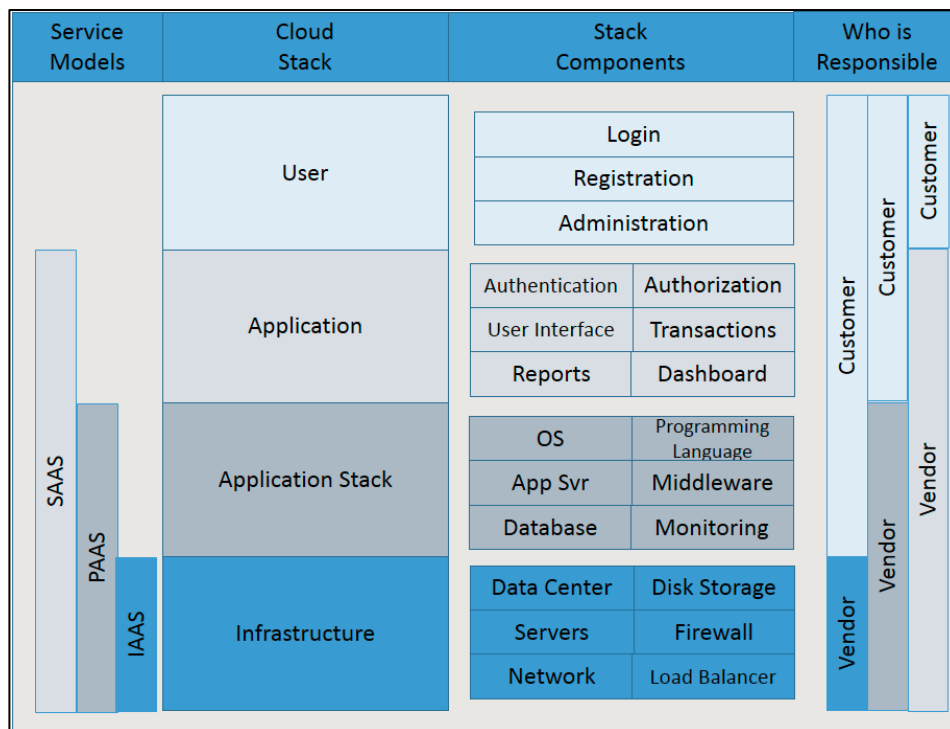 Service
Models
Cloud
Stack
Stack
Components
Who is
Responsible
User
Login
Registration
Administration
Customer
Customer
Customer
Application
Authentication
Authorization
User Interface
Transactions
Reports
Dashboard
SAAS
PAAS
IAAS
Application Stack
OS
Programming
Language
App Svr
Middleware
Database
Monitoring
Infrastructure
Data Center
Disk Storage
Servers
Firewall
Network
Load Balancer
Vendor
Vendor
Vendor